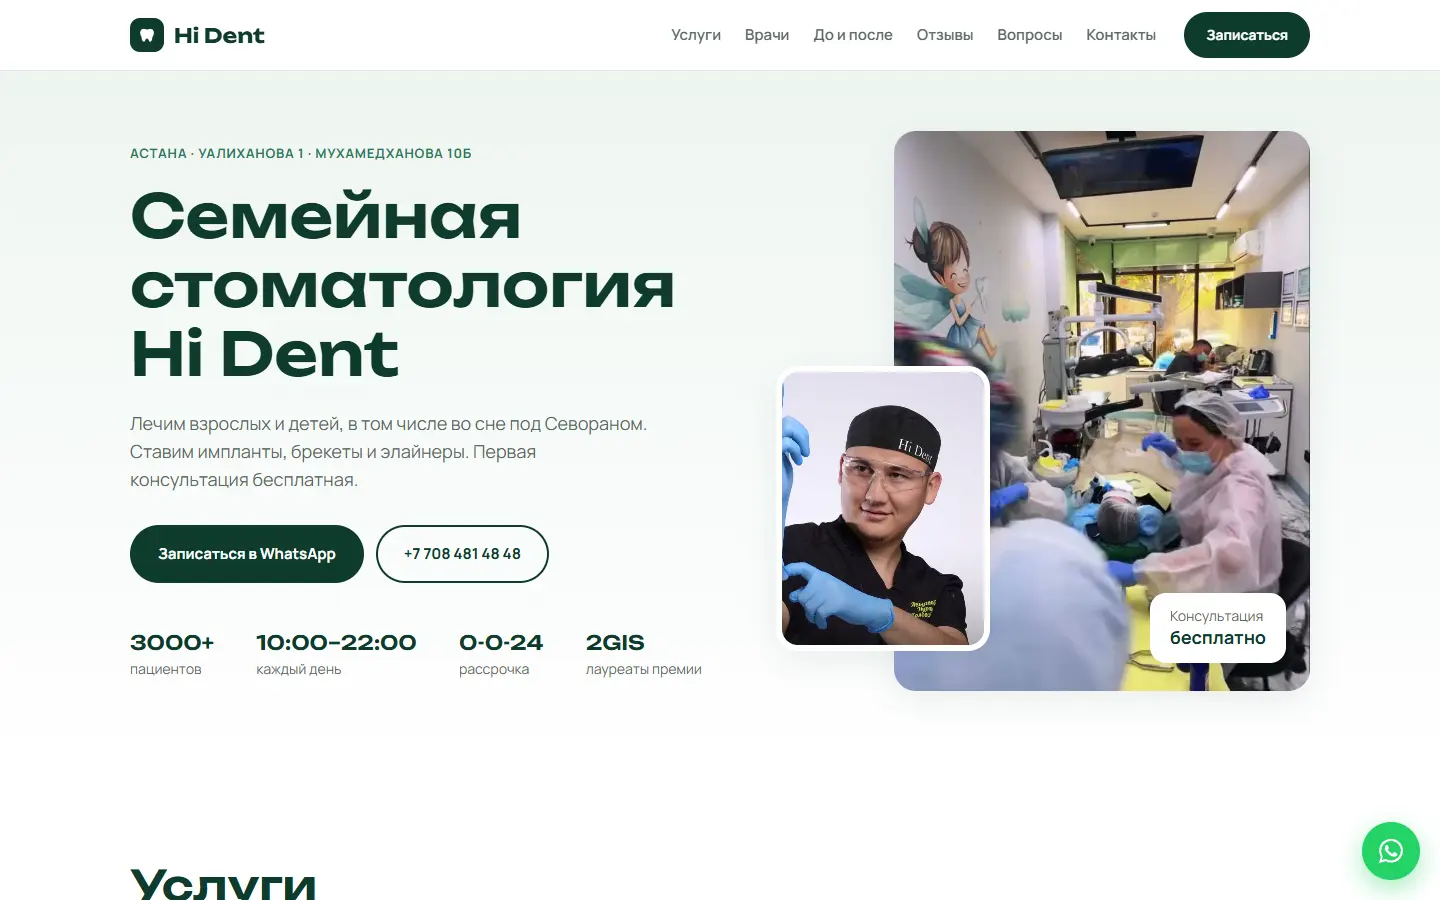 Hi Dent
Услуги
Врачи
До и после
Отзывы
Вопросы
Контакты
Записаться
АСТАНА · УАЛИХАНОВА 1 · МУХАМЕДХАНОВА 10Б
Семейная
стоматология
Hi Dent
Лечим взрослых и детей, в том числе во сне под Севораном.
Ставим импланты, брекеты и элайнеры. Первая
консультация бесплатная.
Записаться в WhatsApp
+7 708 481 48 48
3000+
пациентов
10:00–22:00
каждый день
0-0-24
рассрочка
2GIS
лауреаты премии
Hi Dent
Консультация
бесплатно
Услуги